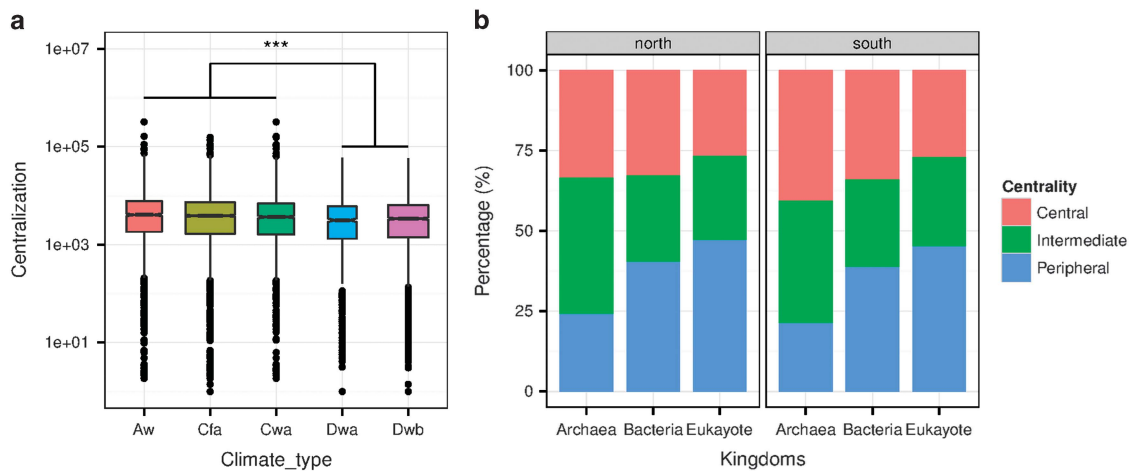 a
***
1e+07
1e+05
1e+03
1e+01
Centralization
Aw Cfa Cwa Dwa Dwb
Climate_type
b
north south
100
75
50
25
0
Percentage (%)
Archaea Bacteria Eukayote Archaea Bacteria Eukayote
Kingdoms
Centrality
Central
Intermediate
Peripheral